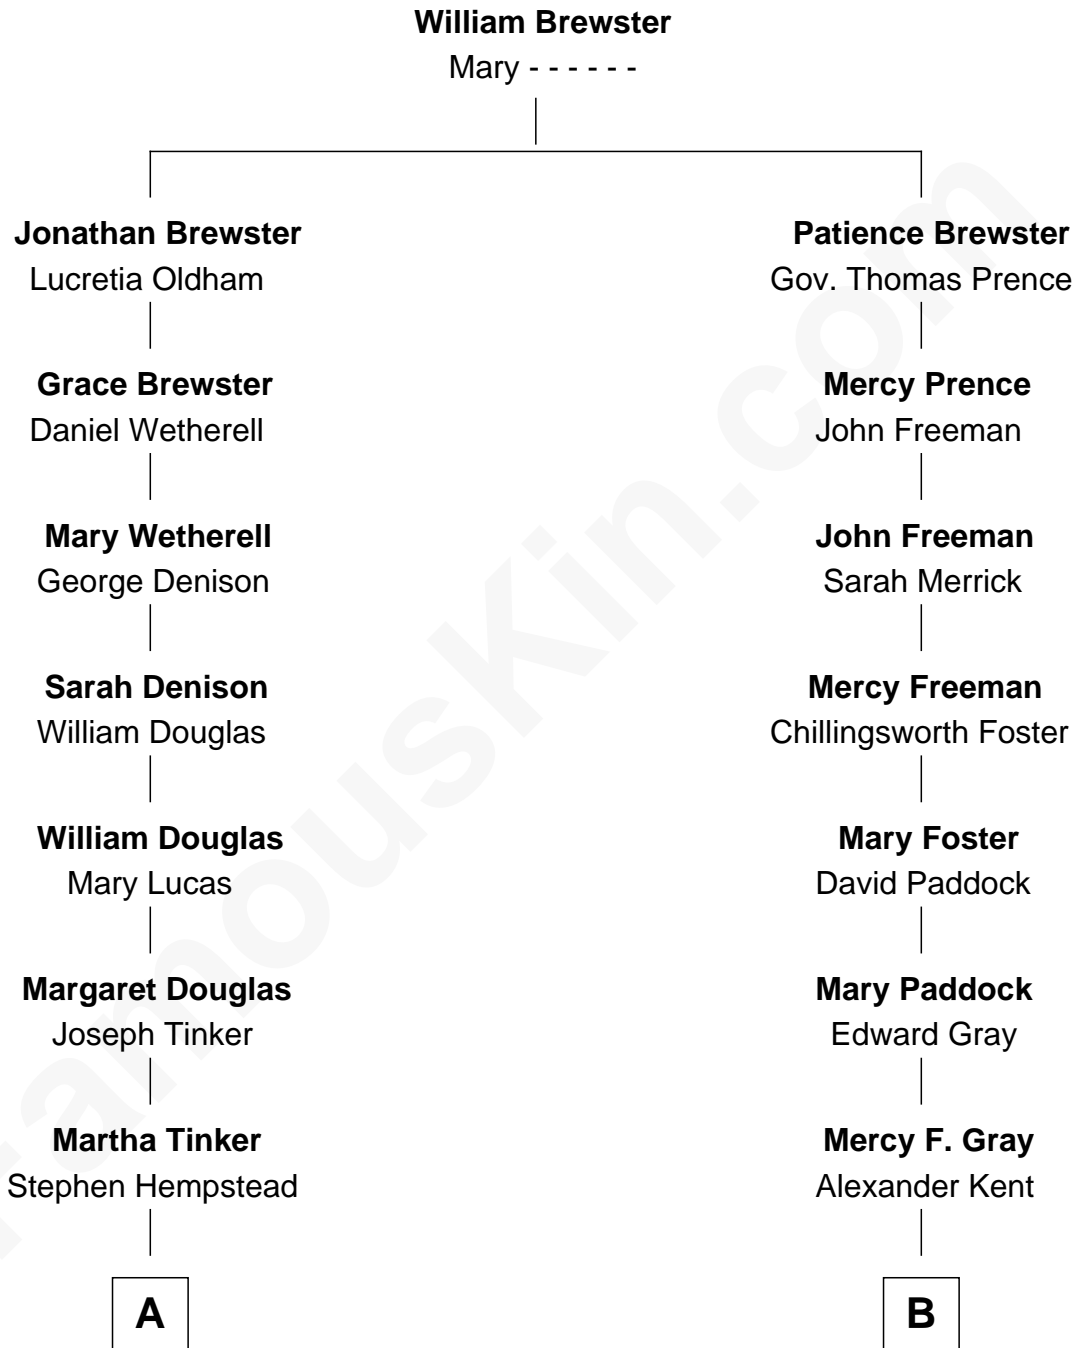 William Brewster
Mary - - - - - -
Jonathan Brewster
Lucretia Oldham
Patience Brewster
Gov. Thomas Prence
Grace Brewster
Daniel Wetherell
Mercy Prence
John Freeman
Mary Wetherell
George Denison
John Freeman
Sarah Merrick
Sarah Denison
William Douglas
Mercy Freeman
Chillingsworth Foster
William Douglas
Mary Lucas
Mary Foster
David Paddock
Margaret Douglas
Joseph Tinker
Mary Paddock
Edward Gray
Martha Tinker
Stephen Hempstead
Mercy F. Gray
Alexander Kent
A
B
FamousKin.com